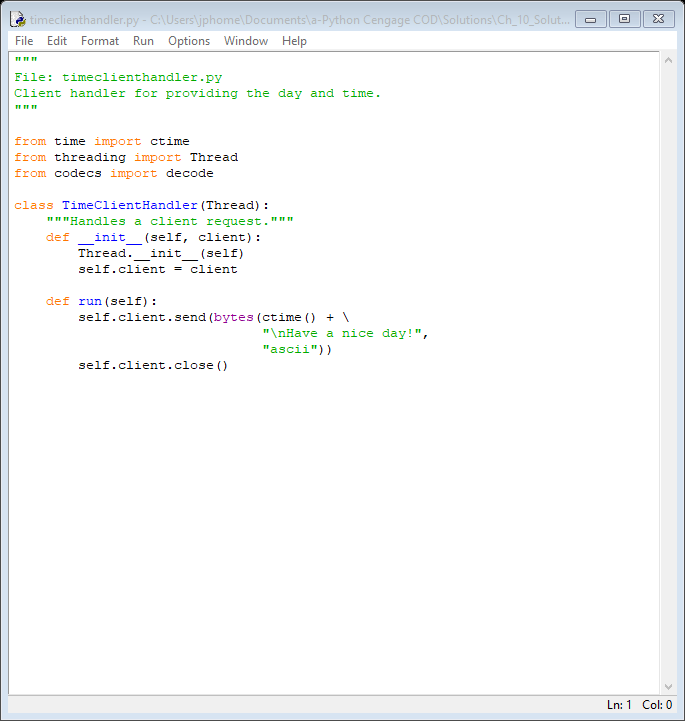 timeclienthandler.py - C:\Users\jphome\Documents\a-Python Cengage COD\Solutions\Ch_10_Solut...
File Edit Format Run Options Window Help
"""
File: timeclienthandler.py
Client handler for providing the day and time.
"""
from time import ctime
from threading import Thread
from codecs import decode
class TimeClientHandler(Thread):
    """Handles a client request."""
    def __init__(self, client):
        Thread.__init__(self)
        self.client = client
    def run(self):
        self.client.send(bytes(ctime() + \
                               "\nHave a nice day!",
                               "ascii"))
        self.client.close()
Ln: 1 Col: 0